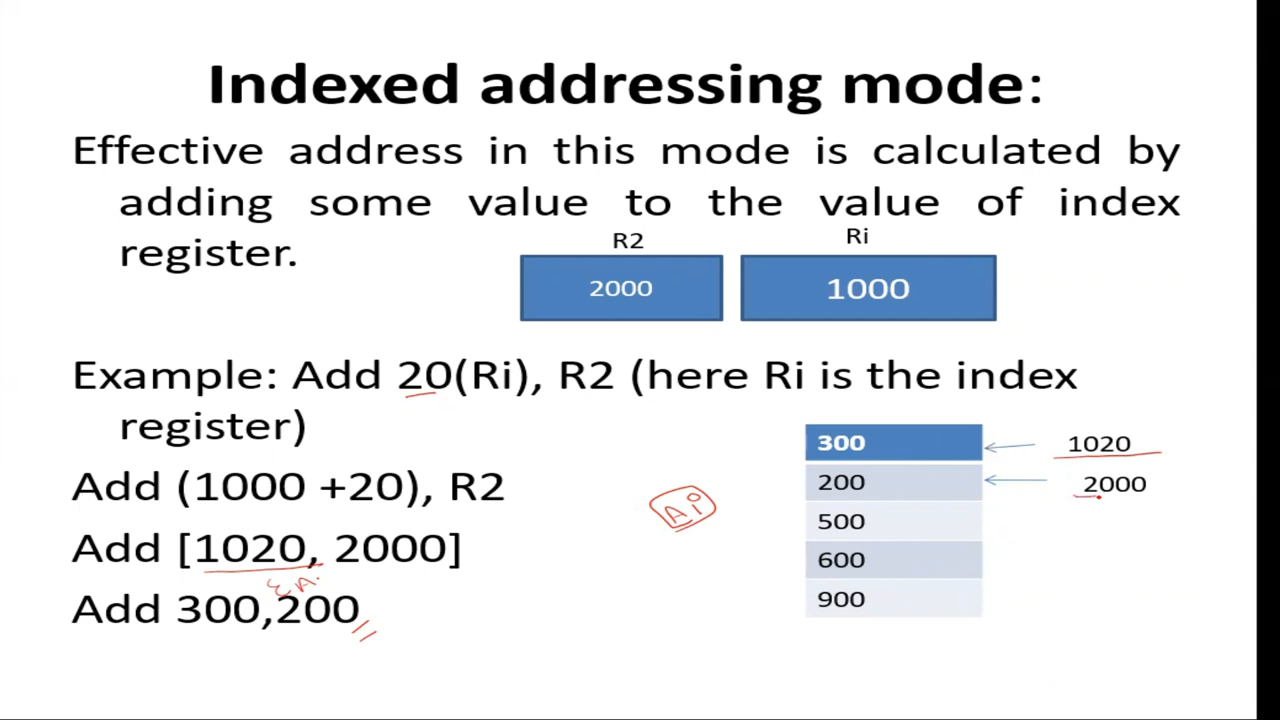 Indexed addressing mode:
Effective address in this mode is calculated by
adding some value to the value of index
register.
R2
Ri
2000
1000
Example: Add 20(Ri), R2 (here Ri is the index
register)
Add (1000 +20), R2
Add [1020, 2000]
EA.
Add 300,200
Ai
300
1020
200
2000
500
600
900